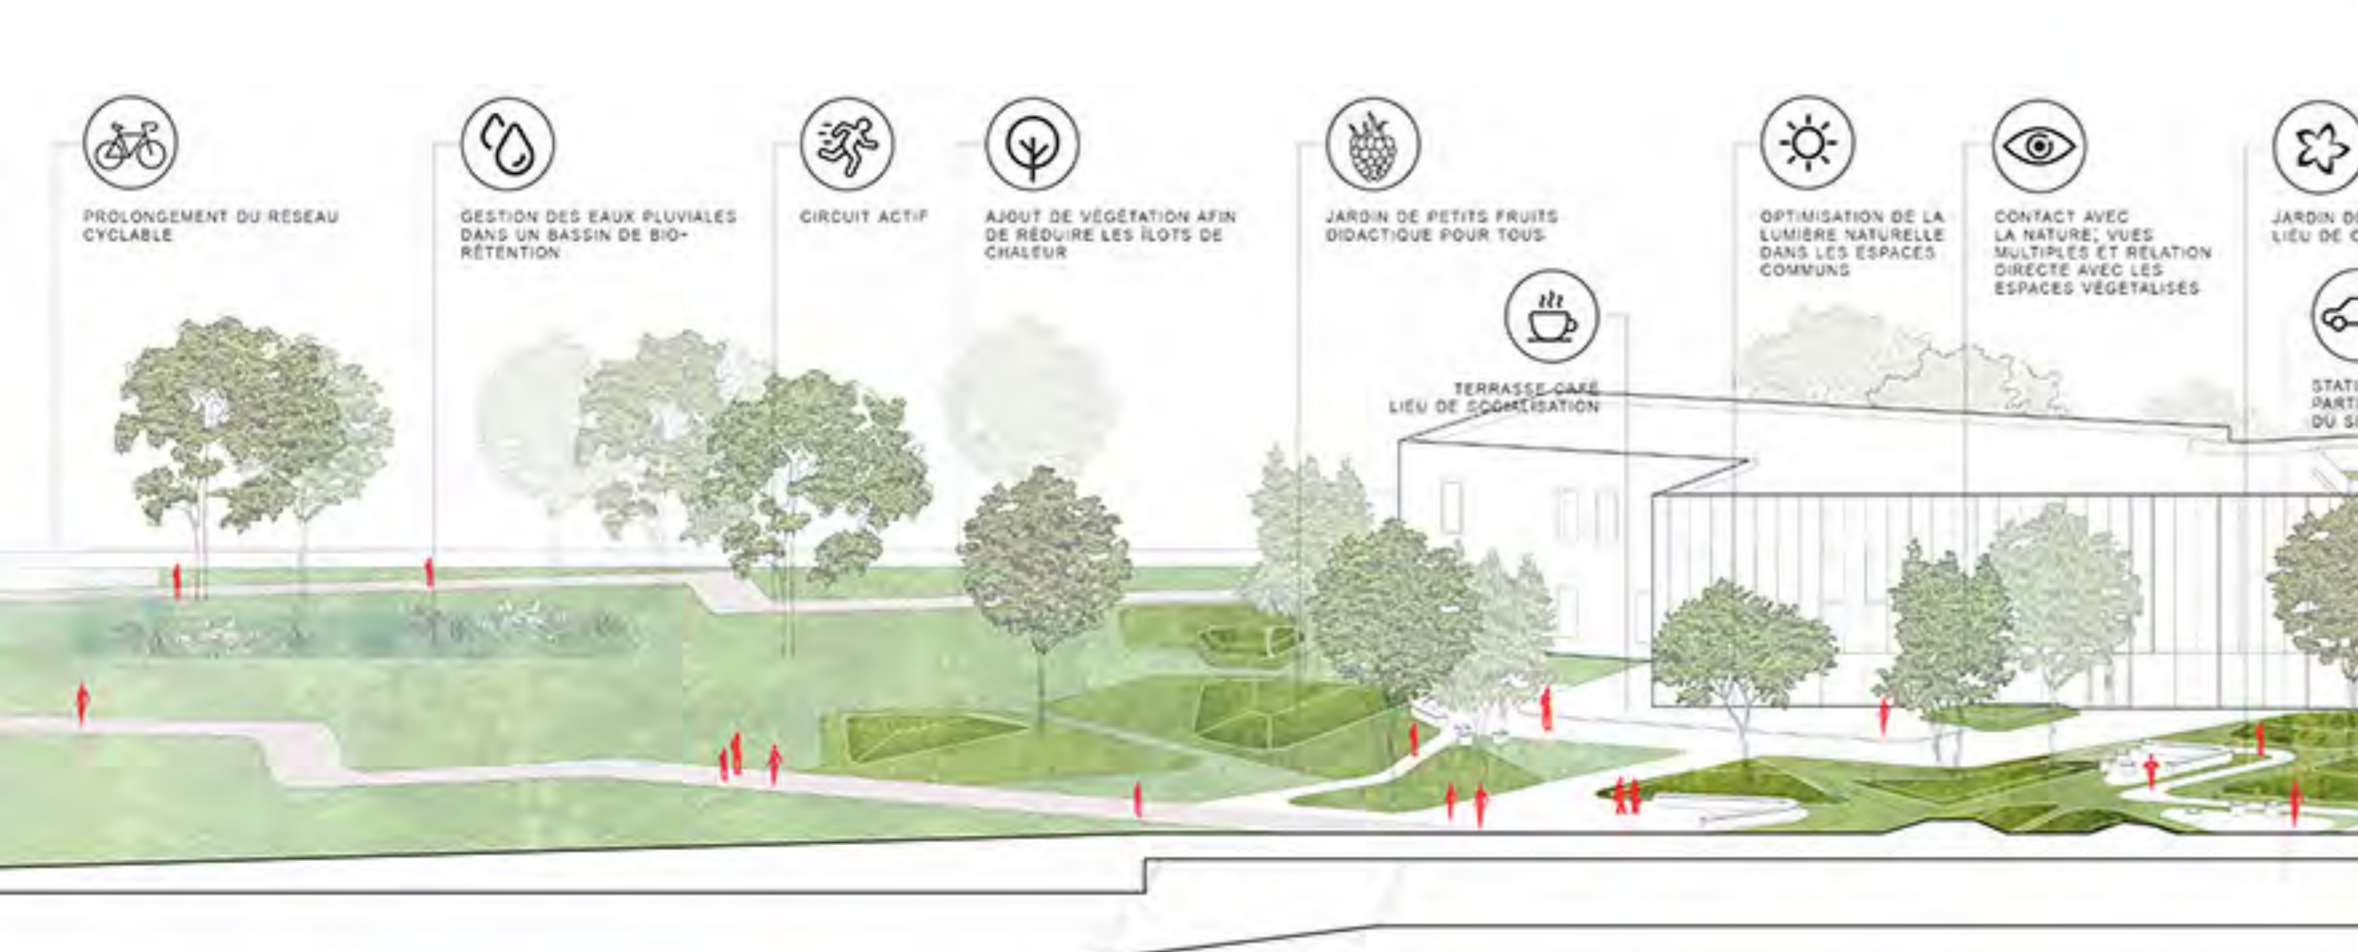 PROLONGEMENT DU RÉSEAU
CYCLABLE
GESTION DES EAUX PLUVIALES
DANS UN BASSIN DE BIO-
RÉTENTION
CIRCUIT ACTIF
AJOUT DE VÉGÉTATION AFIN
DE RÉDUIRE LES ÎLOTS DE
CHALEUR
JARDIN DE PETITS FRUITS
DIDACTIQUE POUR TOUS
TERRASSE CAFÉ
LIEU DE SOCIALISATION
OPTIMISATION DE LA
LUMIÈRE NATURELLE
DANS LES ESPACES
COMMUNS
CONTACT AVEC
LA NATURE, VUES
MULTIPLES ET RELATION
DIRECTE AVEC LES
ESPACES VÉGÉTALISÉS
JARDIN
LIEU DE